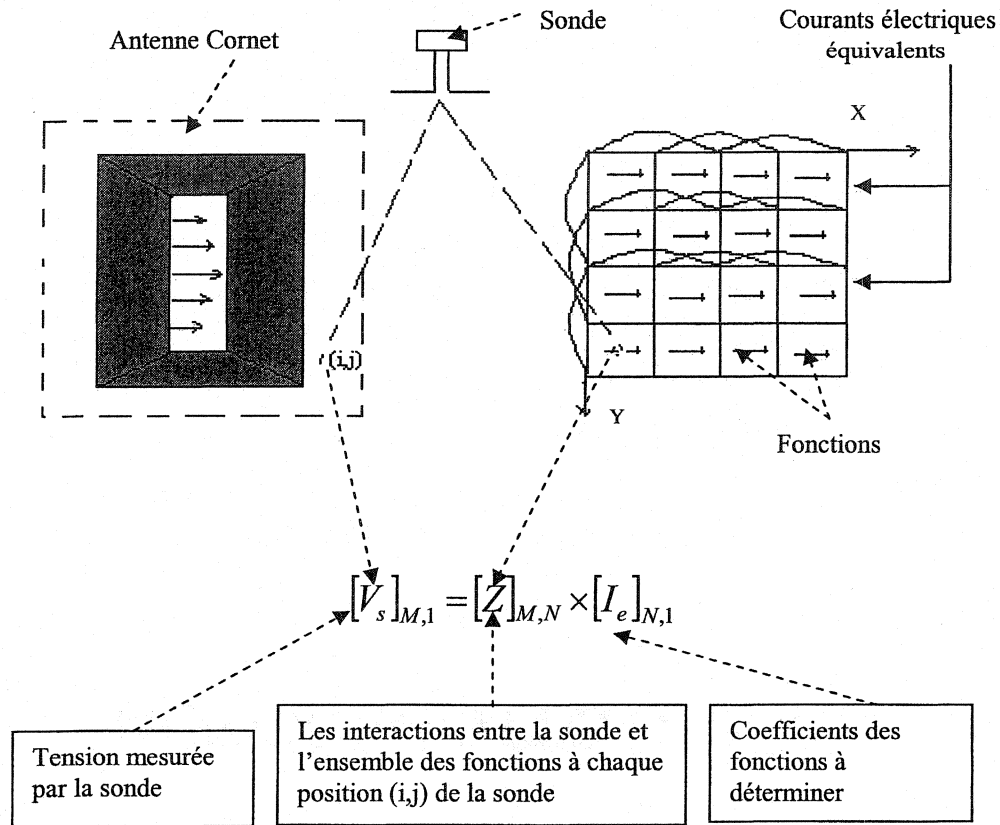 Sonde
Antenne Cornet
Courants électriques
équivalents
X
(i,j)
Y
Fonctions
[V_s]_{M,1} = [Z]_{M,N} × [I_e]_{N,1}
Tension mesurée
par la sonde
Les interactions entre la sonde et
l'ensemble des fonctions à chaque
position (i,j) de la sonde
Coefficients des
fonctions à
déterminer